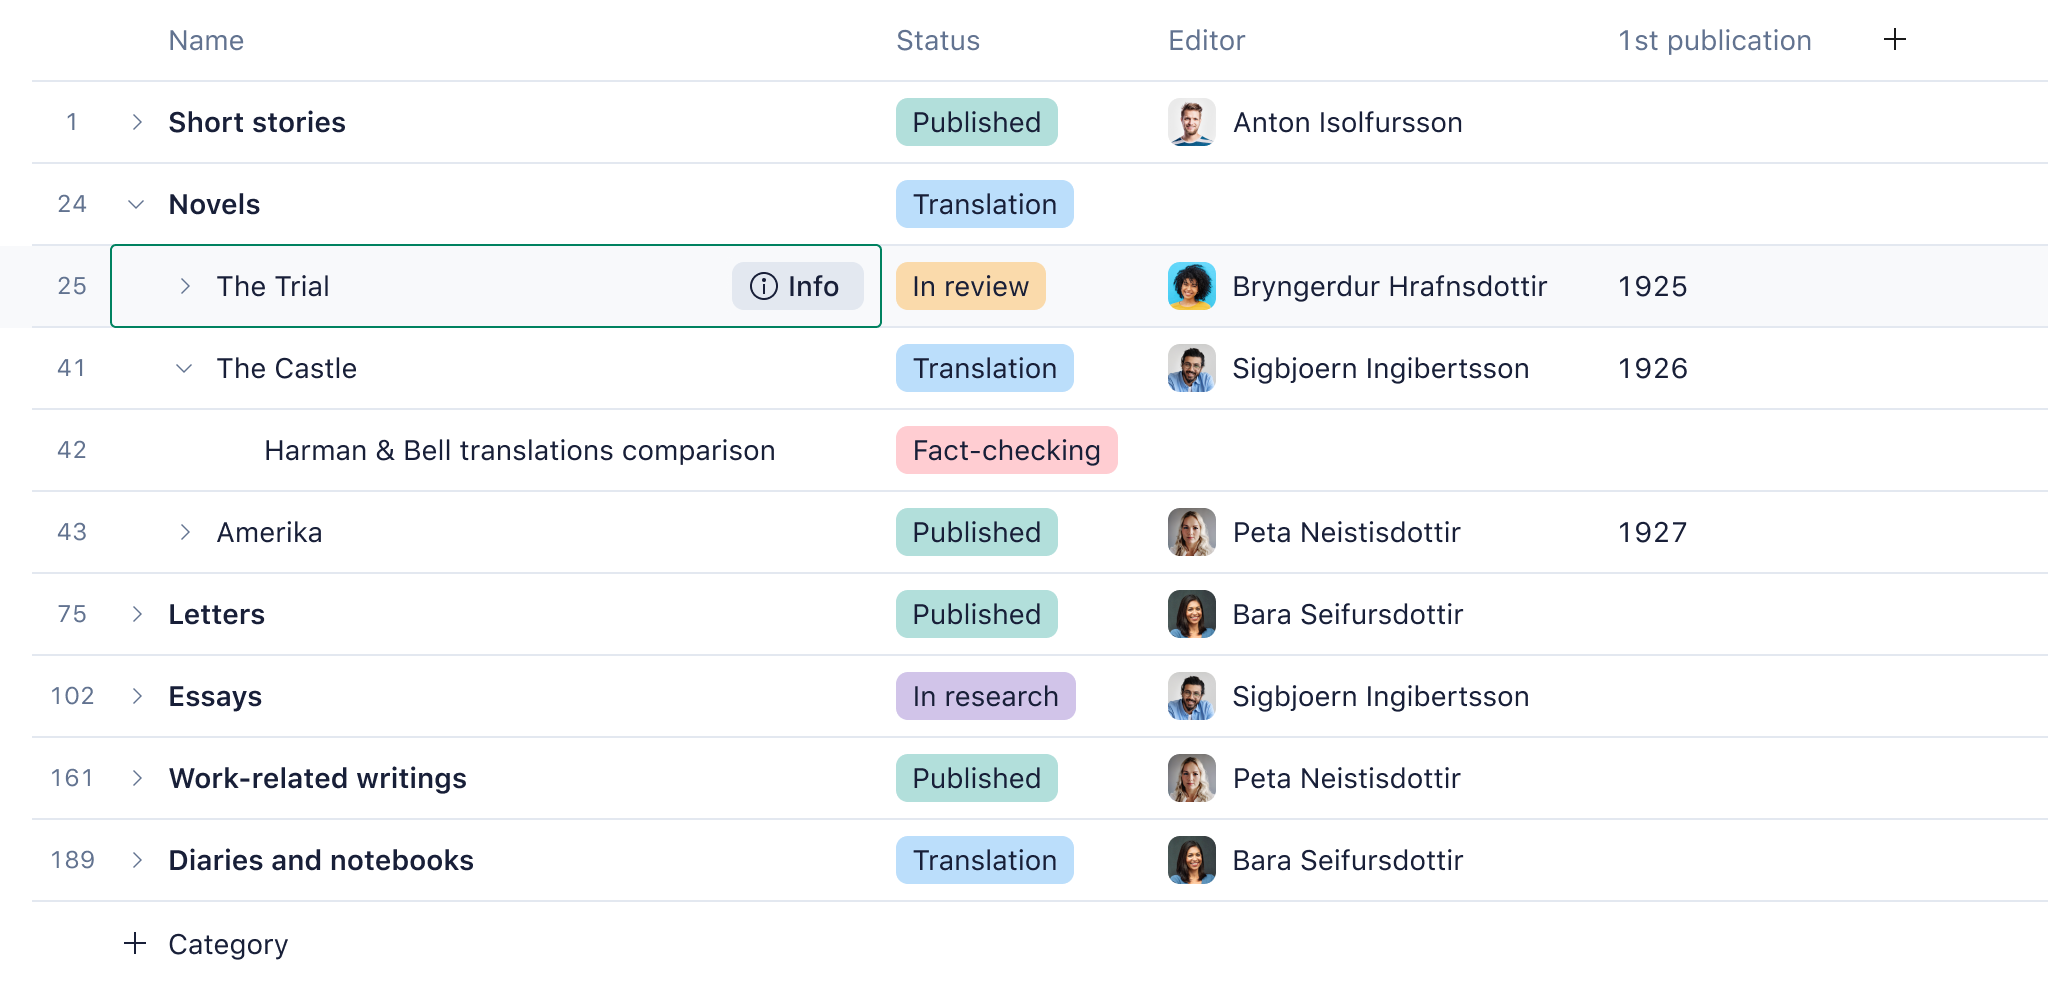 Name Status Editor 1st publication
1 Short stories Published Anton Isolfursson
24 Novels Translation
25 The Trial Info In review Bryngerdur Hrafnsdottir 1925
41 The Castle Translation Sigbjoern Ingibertsson 1926
42 Harman & Bell translations comparison Fact-checking
43 Amerika Published Peta Neistisdottir 1927
75 Letters Published Bara Seifursdottir
102 Essays In research Sigbjoern Ingibertsson
161 Work-related writings Published Peta Neistisdottir
189 Diaries and notebooks Translation Bara Seifursdottir
Category